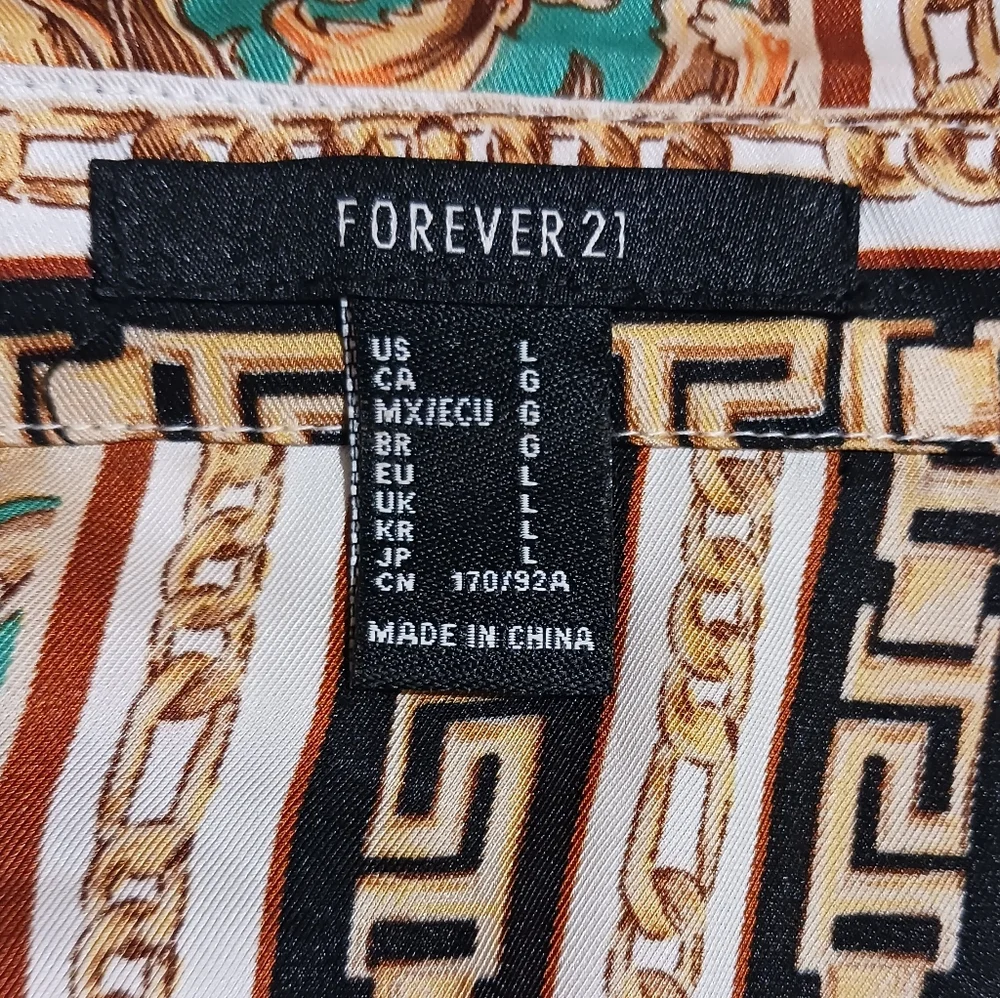 FOREVER 21
US L
CA G
MX/ECU G
BR G
EU L
UK L
KR L
JP L
CN 170/92A
MADE IN CHINA